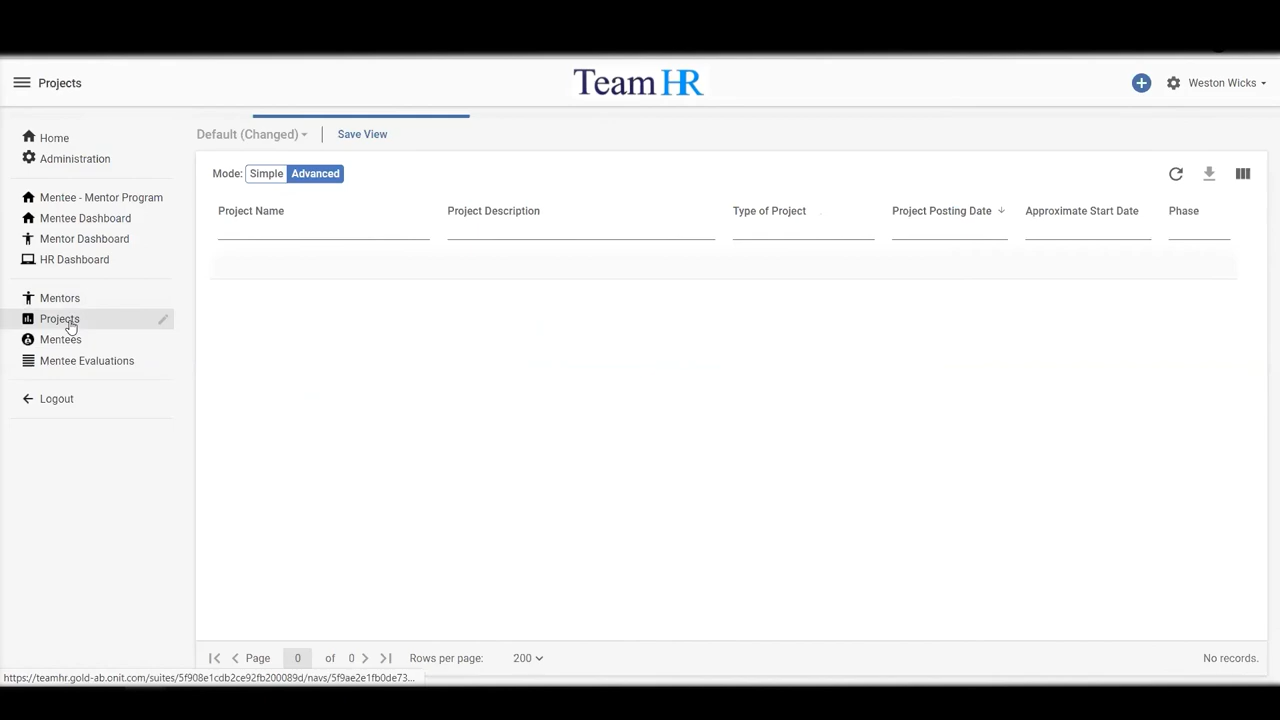 Projects
Team HR
Weston Wicks
Home
Administration
Mentee - Mentor Program
Mentee Dashboard
Mentor Dashboard
HR Dashboard
Mentors
Projects
Mentees
Mentee Evaluations
Logout
Default (Changed)
Save View
Mode: Simple Advanced
Project Name Project Description Type of Project Project Posting Date Approximate Start Date Phase
Page 0 of 0 Rows per page: 200 No records.
https://teamhr.gold-ab.onit.com/suites/5f908e1cdb2ce92fb200089d/navs/5f9ae2e1fb0de73...